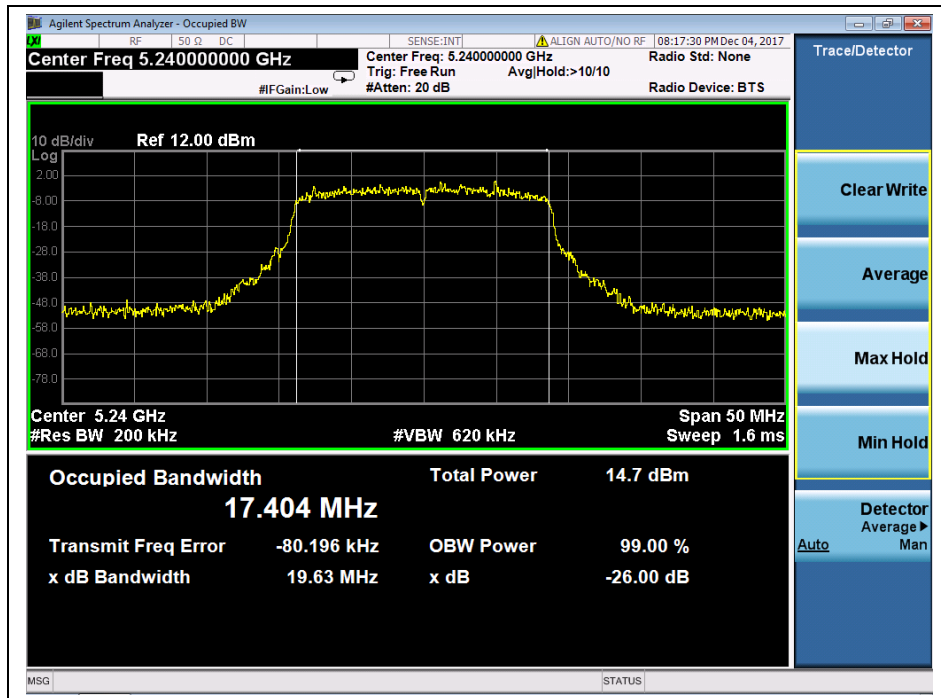 Agilent Spectrum Analyzer - Occupied BW
LXI RF 50 Ω DC SENSE:INT ALIGN AUTO/NO RF 08:17:30 PM Dec 04, 2017
Center Freq 5.240000000 GHz
Center Freq: 5.240000000 GHz
Radio Std: None
Trig: Free Run Avg|Hold:>10/10
#IFGain:Low
#Atten: 20 dB
Radio Device: BTS
10 dB/div Ref 12.00 dBm
Log
2.00
-8.00
-18.0
-28.0
-38.0
-48.0
-58.0
-68.0
-78.0
Center 5.24 GHz Span 50 MHz
#Res BW 200 kHz #VBW 620 kHz Sweep 1.6 ms
Occupied Bandwidth Total Power 14.7 dBm
17.404 MHz
Transmit Freq Error -80.196 kHz OBW Power 99.00 %
x dB Bandwidth 19.63 MHz x dB -26.00 dB
Trace/Detector
Clear Write
Average
Max Hold
Min Hold
Detector
Average
Auto Man
MSG STATUS